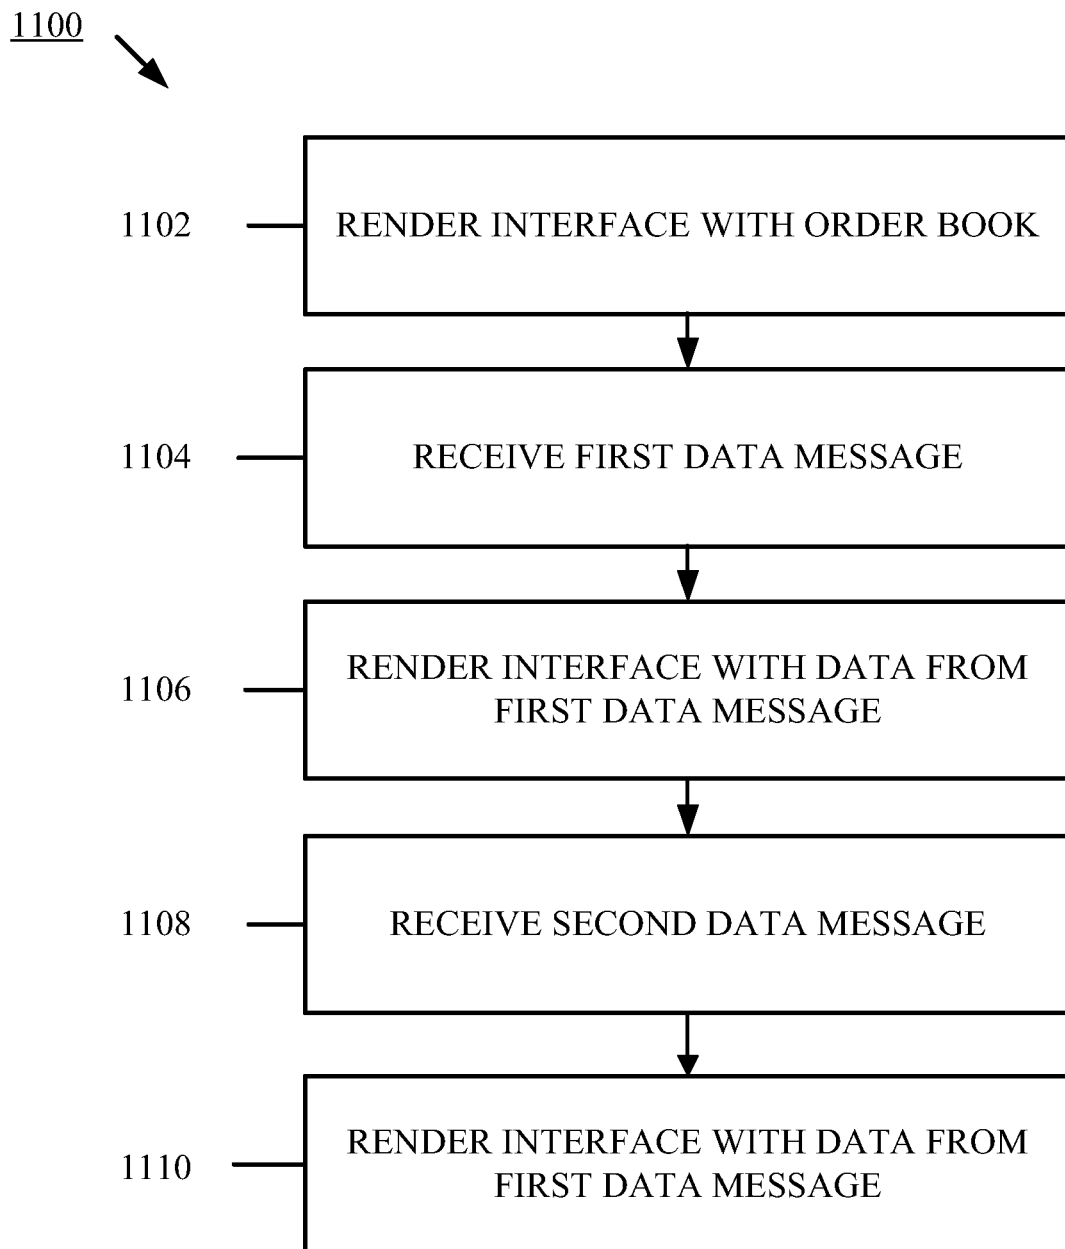 1100
1102
RENDER INTERFACE WITH ORDER BOOK
1104
RECEIVE FIRST DATA MESSAGE
1106
RENDER INTERFACE WITH DATA FROM
FIRST DATA MESSAGE
1108
RECEIVE SECOND DATA MESSAGE
1110
RENDER INTERFACE WITH DATA FROM
FIRST DATA MESSAGE